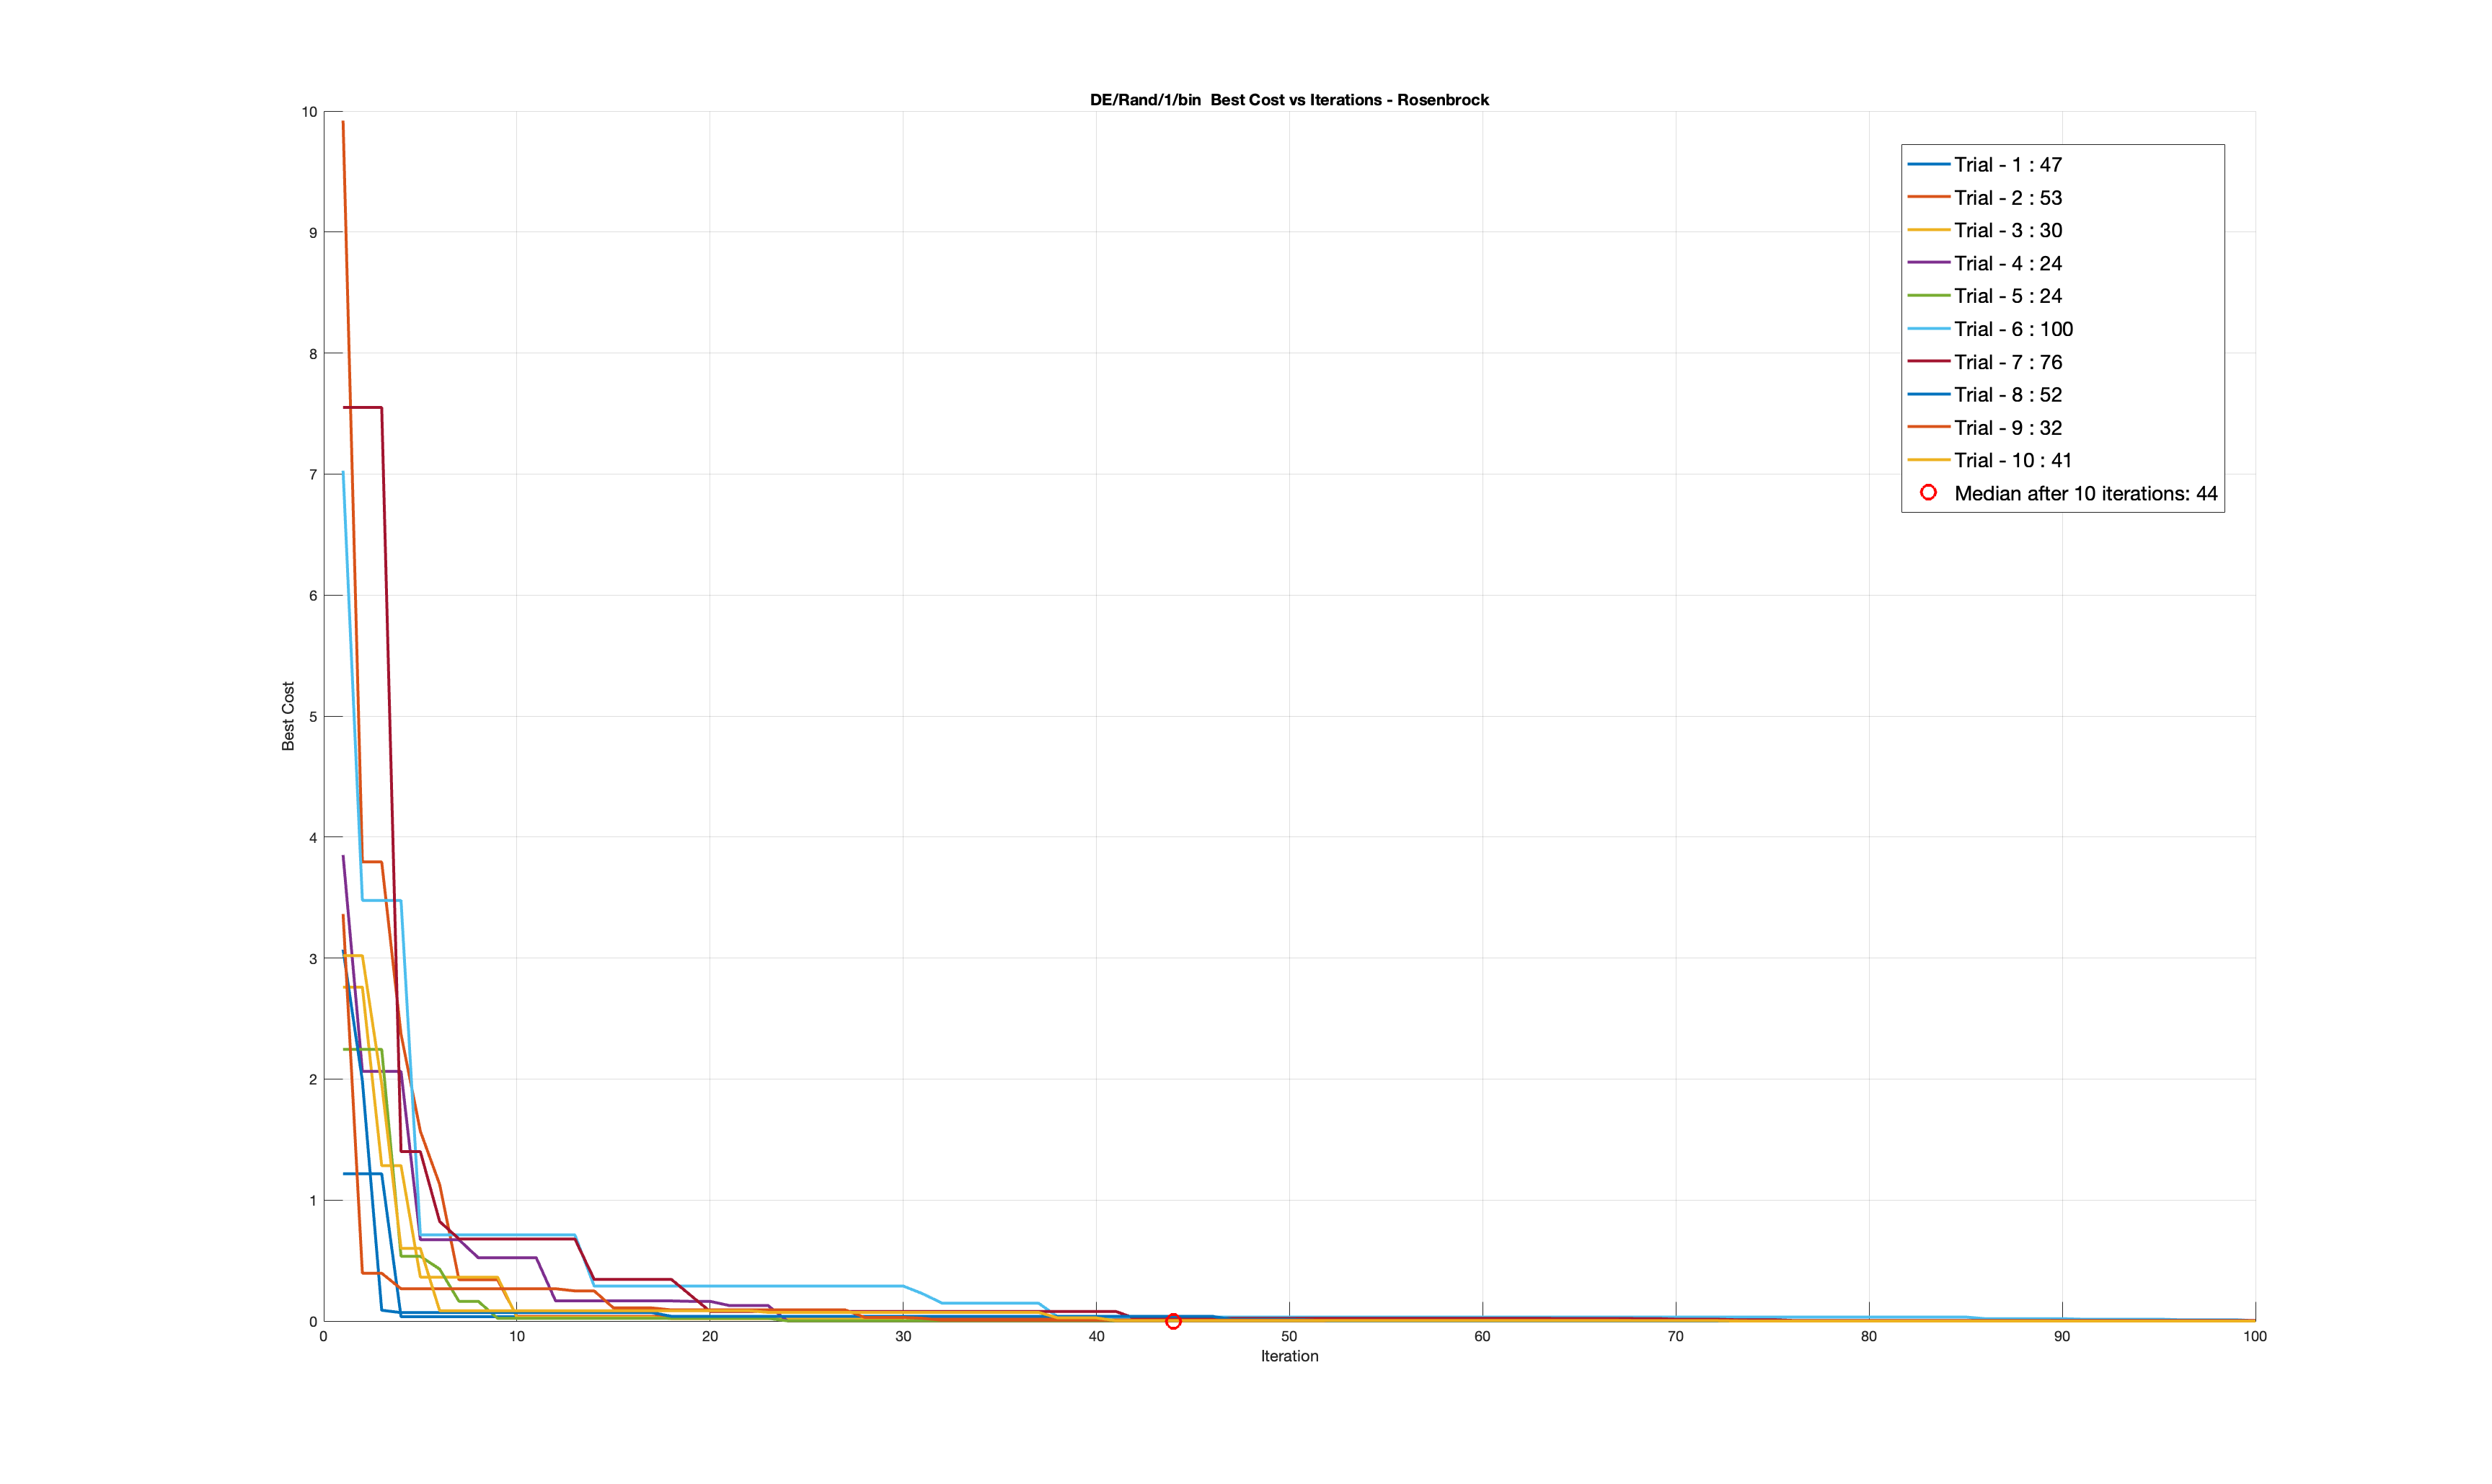 DE/Rand/1/bin  Best Cost vs Iterations - Rosenbrock
10
9
8
7
6
5
4
3
2
1
0
Best Cost
Trial - 1 : 47
Trial - 2 : 53
Trial - 3 : 30
Trial - 4 : 24
Trial - 5 : 24
Trial - 6 : 100
Trial - 7 : 76
Trial - 8 : 52
Trial - 9 : 32
Trial - 10 : 41
Median after 10 iterations: 44
0 10 20 30 40 50 60 70 80 90 100
Iteration